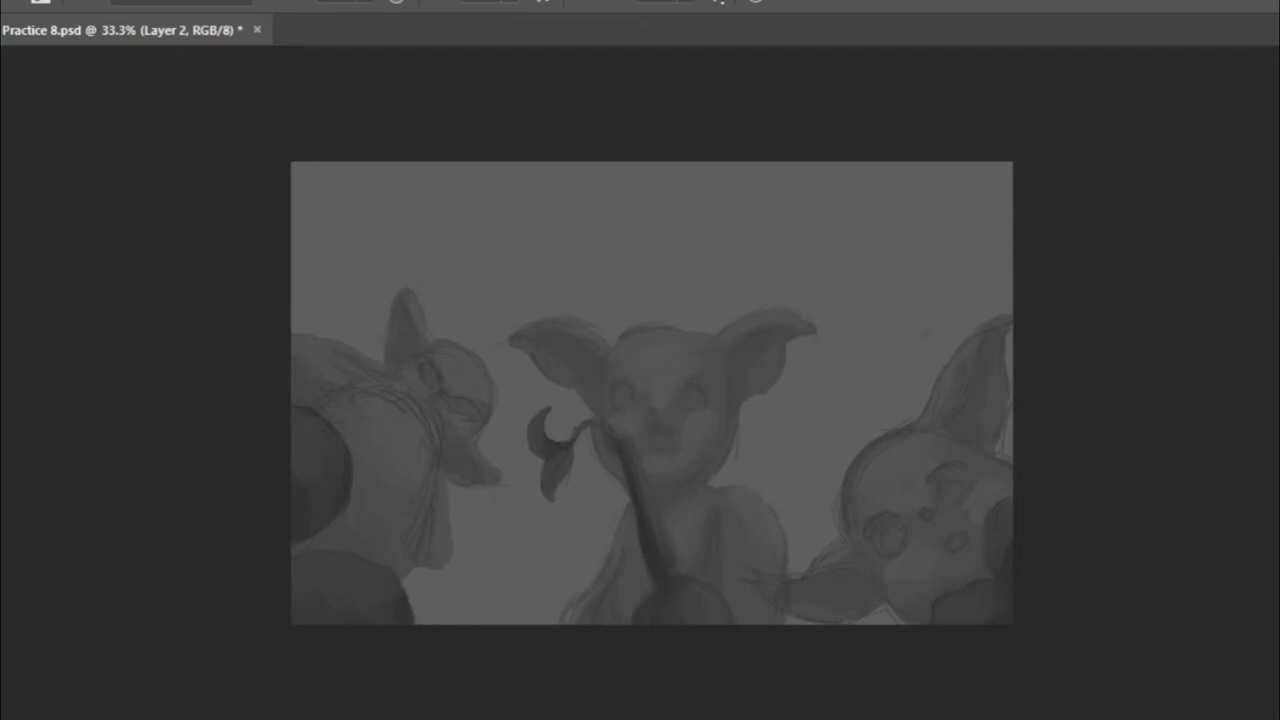 Practice 8.psd @ 33.3% (Layer 2, RGB/8) *